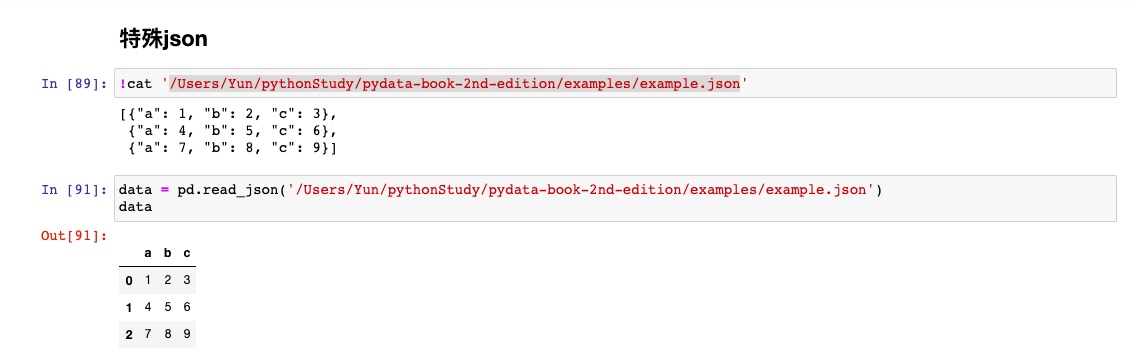 特殊json
In [89]: !cat '/Users/Yun/pythonStudy/pydata-book-2nd-edition/examples/example.json'
[{"a": 1, "b": 2, "c": 3},
 {"a": 4, "b": 5, "c": 6},
 {"a": 7, "b": 8, "c": 9}]
In [91]: data = pd.read_json('/Users/Yun/pythonStudy/pydata-book-2nd-edition/examples/example.json')
data
Out[91]:
a b c
0 1 2 3
1 4 5 6
2 7 8 9